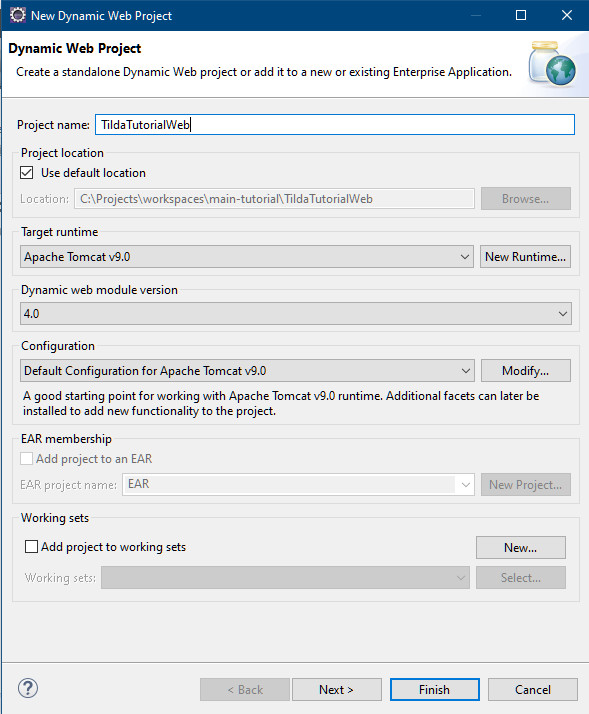 New Dynamic Web Project
Dynamic Web Project
Create a standalone Dynamic Web project or add it to a new or existing Enterprise Application.
Project name: TildaTutorialWeb
Project location
Use default location
Location: C:\Projects\workspaces\main-tutorial\TildaTutorialWeb Browse...
Target runtime
Apache Tomcat v9.0 New Runtime...
Dynamic web module version
4.0
Configuration
Default Configuration for Apache Tomcat v9.0 Modify...
A good starting point for working with Apache Tomcat v9.0 runtime. Additional facets can later be
installed to add new functionality to the project.
EAR membership
Add project to an EAR
EAR project name: EAR New Project...
Working sets
Add project to working sets New...
Working sets: Select...
? < Back Next > Finish Cancel